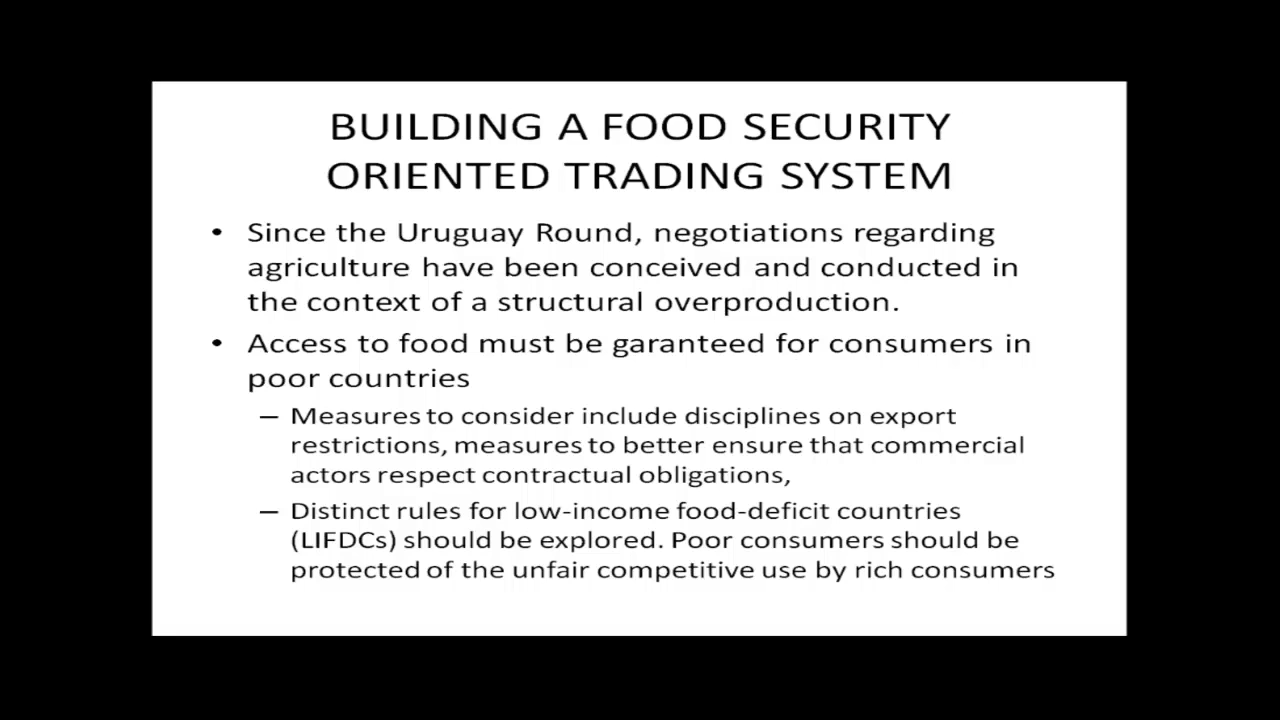 BUILDING A FOOD SECURITY
ORIENTED TRADING SYSTEM
• Since the Uruguay Round, negotiations regarding
agriculture have been conceived and conducted in
the context of a structural overproduction.
• Access to food must be garanteed for consumers in
poor countries
– Measures to consider include disciplines on export
restrictions, measures to better ensure that commercial
actors respect contractual obligations,
– Distinct rules for low-income food-deficit countries
(LIFDCs) should be explored. Poor consumers should be
protected of the unfair competitive use by rich consumers